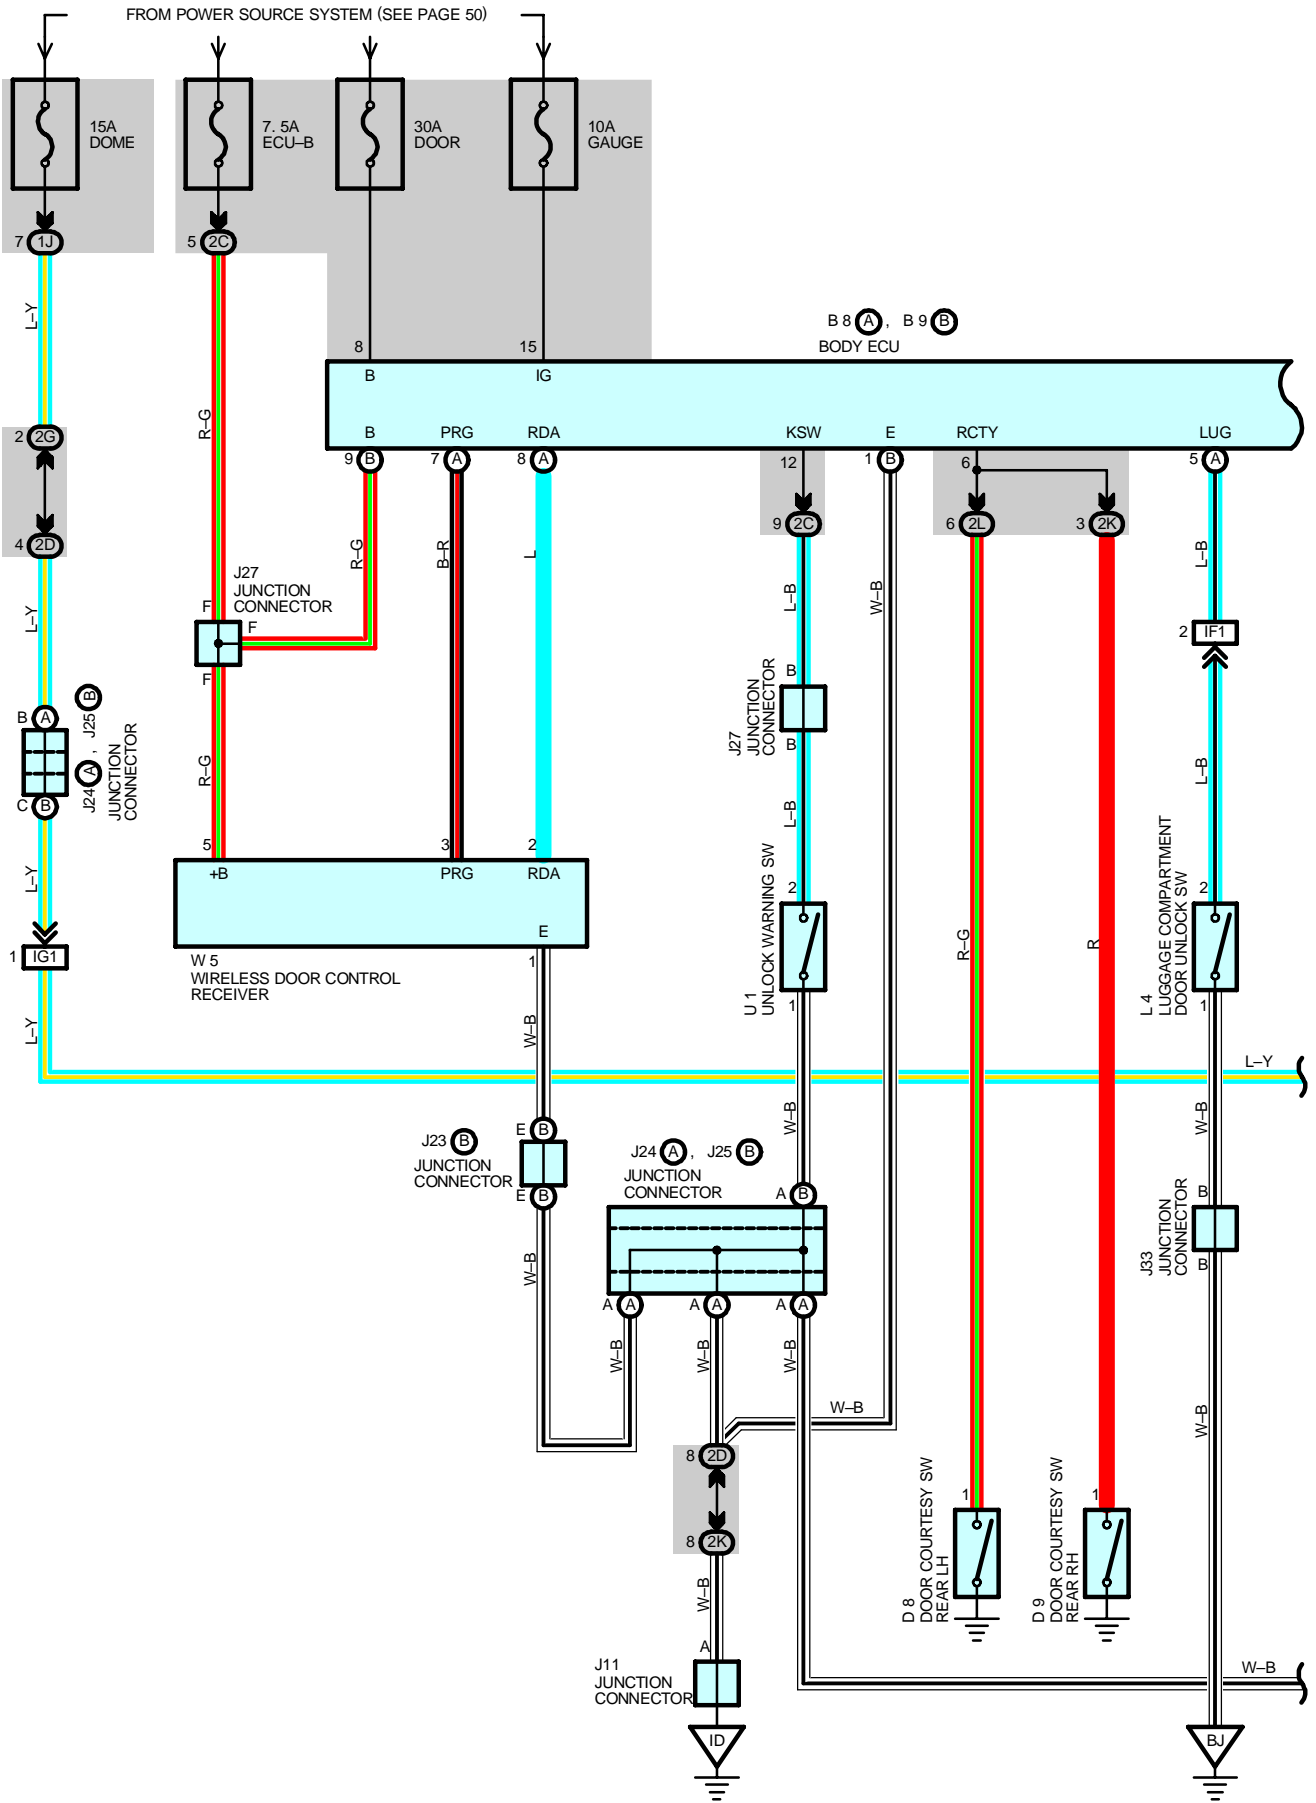 FROM POWER SOURCE SYSTEM (SEE PAGE 50)
15A
DOME
7. 5A
ECU–B
30A
DOOR
10A
GAUGE
7 1J
5 2C
L–Y
R–G
8
15
B 8 A , B 9 B
BODY ECU
B
IG
B
PRG
RDA
KSW
E
RCTY
LUG
9 B
7 A
8 A
12
1 B
6
5 A
2 2G
4 2D
9 2C
6 2L
3 2K
R–G
B–R
L
L–B
W–B
L–B
J27
JUNCTION
CONNECTOR
F
F
F
L–Y
2 IF1
B
J27
JUNCTION
CONNECTOR
B
B A
J24 A , J25 B
JUNCTION
CONNECTOR
C B
R–G
L–B
L–B
5
3
2
+B
PRG
RDA
E
W 5
WIRELESS DOOR CONTROL
RECEIVER
1
L–Y
1 IG1
L–Y
2
U 1
UNLOCK WARNING SW
1
2
L 4
LUGGAGE COMPARTMENT
DOOR UNLOCK SW
1
R–G
R
W–B
L–Y
W–B
W–B
E B
J23 B
JUNCTION
CONNECTOR
E B
J24 A , J25 B
JUNCTION
CONNECTOR
A B
B
J33
JUNCTION
CONNECTOR
B
W–B
A A
A A
A A
W–B
W–B
W–B
W–B
W–B
8 2D
8 2K
W–B
1
D 8
DOOR COURTESY SW
REAR LH
1
D 9
DOOR COURTESY SW
REAR RH
A
J11
JUNCTION
CONNECTOR
W–B
ID
BJ